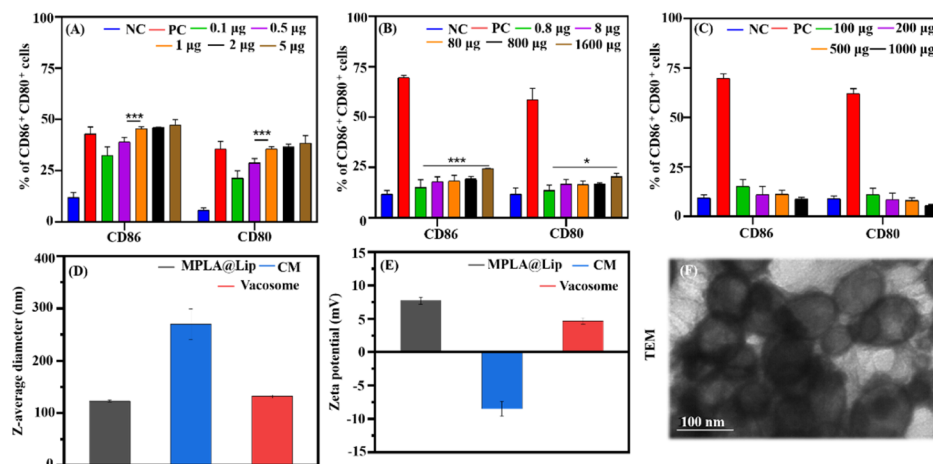 (A) NC PC 0.1 µg 0.5 µg
1 µg 2 µg 5 µg
% of CD86+ CD80+ cells
100
75
50
25
0
***
***
CD86 CD80
(B) NC PC 0.8 µg 8 µg
80 µg 800 µg 1600 µg
% of CD86+ CD80+ cells
100
75
50
25
0
***
*
CD86 CD80
(C) NC PC 100 µg 200 µg
500 µg 1000 µg
% of CD86+ CD80+ cells
100
75
50
25
0
CD86 CD80
(D) MPLA@Lip CM
Vacosome
Z-average diameter (nm)
400
300
200
100
0
(E) MPLA@Lip CM
Vacosome
Zeta potential (mV)
15
10
5
0
-5
-10
-15
(F)
TEM
100 nm